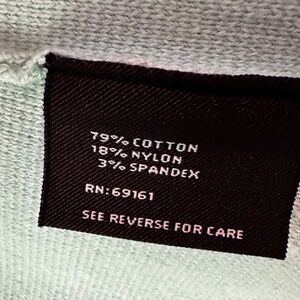 79% COTTON
18% NYLON
3% SPANDEX
RN: 69161
SEE REVERSE FOR CARE